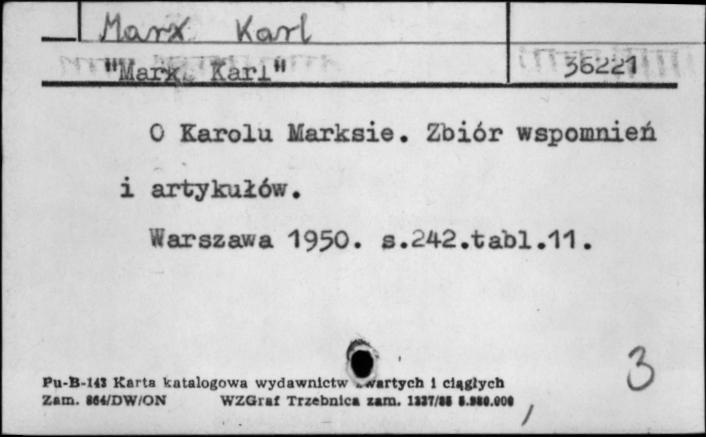 Marx Karl
"Marx Karl" 36221
O Karolu Marksie. Zbiór wspomnień
i artykułów.
Warszawa 1950. s.242.tabl.11.
3
Pu-B-143 Karta katalogowa wydawnictw wartych i ciągłych
Zam. 864/DW/ON WZGraf Trzebnica zam.